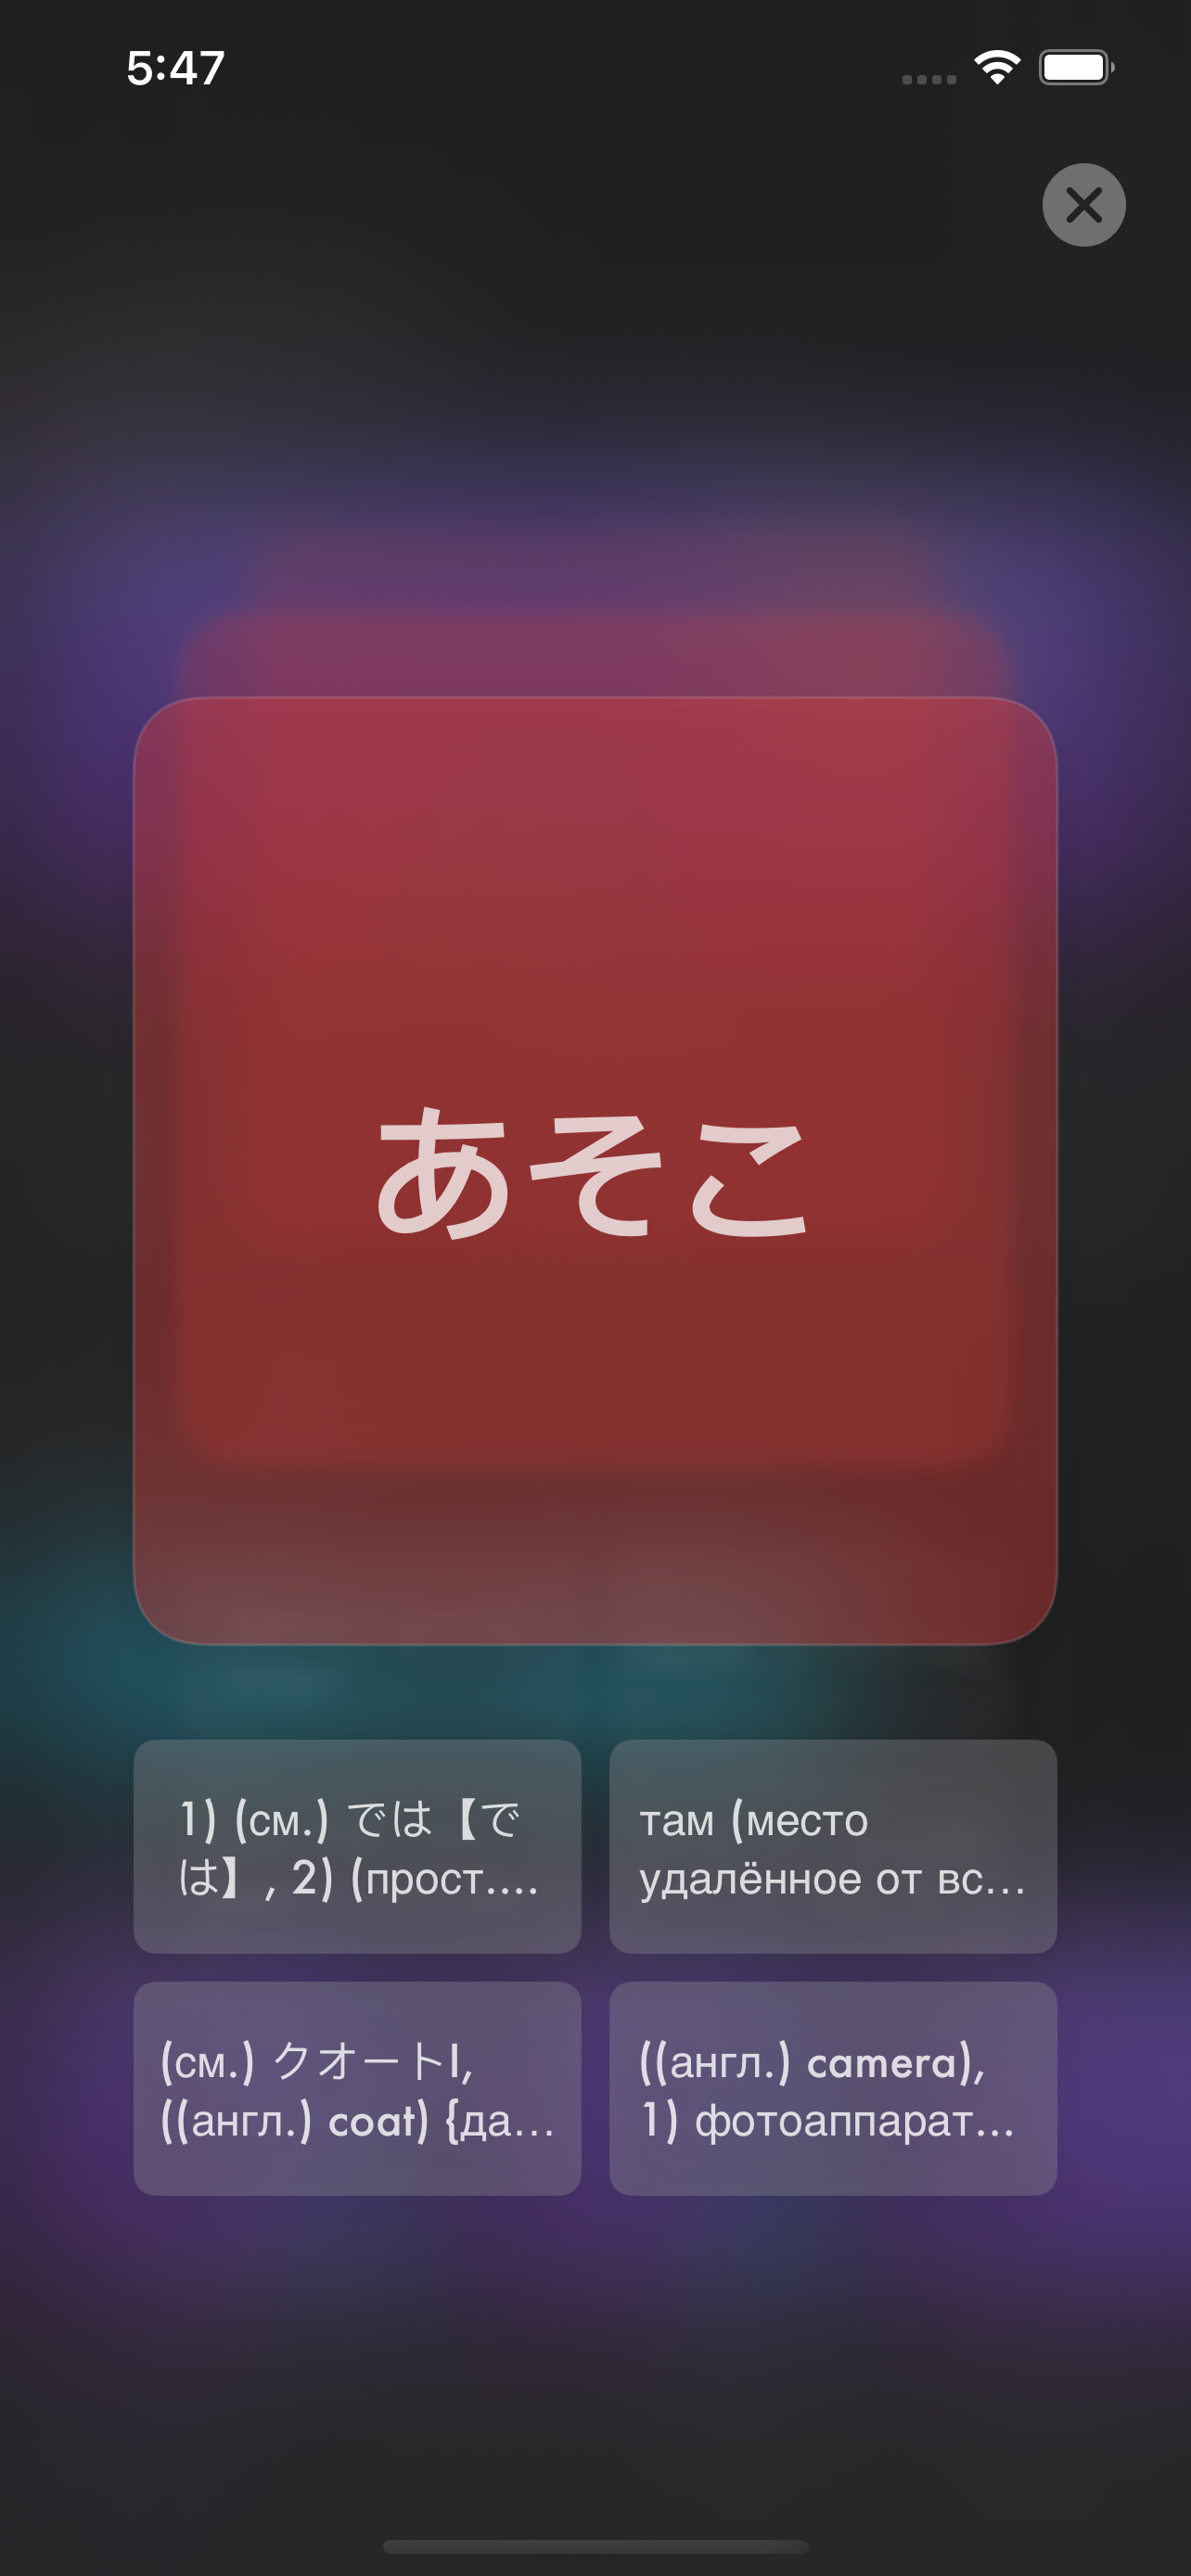 5:47
あそこ
1) (см.) では【で
は】, 2) (прост....
там (место
удалённое от вс...
(см.) クオートI,
((англ.) coat) {да...
((англ.) camera),
1) фотоаппарат...